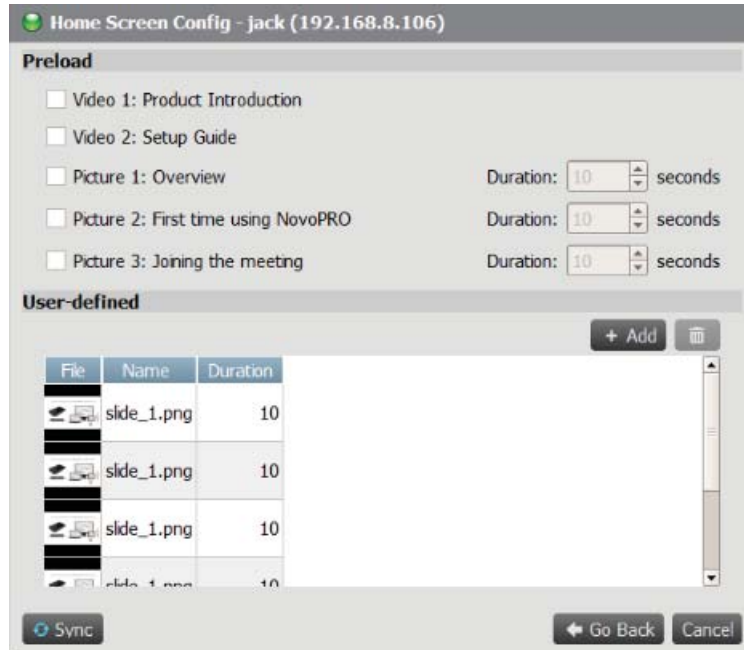 Home Screen Config - jack (192.168.8.106)
Preload
Video 1: Product Introduction
Video 2: Setup Guide
Picture 1: Overview Duration: 10 seconds
Picture 2: First time using NovoPRO Duration: 10 seconds
Picture 3: Joining the meeting Duration: 10 seconds
User-defined
+ Add
File Name Duration
slide_1.png 10
slide_1.png 10
slide_1.png 10
slide_1.png 10
Sync Go Back Cancel